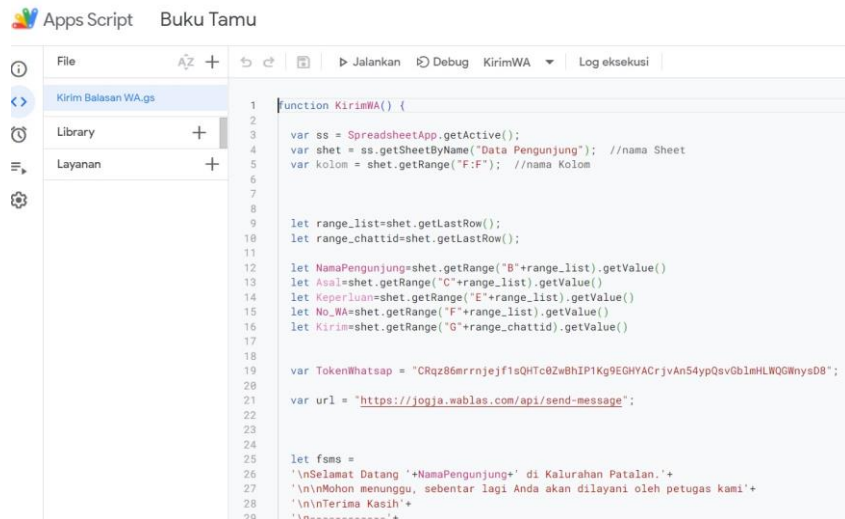 Apps Script Buku Tamu
File AZ
Jalankan Debug KirimWA Log eksekusi
Kirim Balasan WA.gs
Library
Layanan
1 function KirimWA() {
2
3 var ss = SpreadsheetApp.getActive();
4 var shet = ss.getSheetByName("Data Pengunjung"); //nama Sheet
5 var kolom = shet.getRange("F:F"); //nama Kolom
6
7
8
9 let range_list=shet.getLastRow();
10 let range_chattid=shet.getLastRow();
11
12 let NamaPengunjung=shet.getRange("B"+range_list).getValue()
13 let Asal=shet.getRange("C"+range_list).getValue()
14 let Keperluan=shet.getRange("E"+range_list).getValue()
15 let No_WA=shet.getRange("F"+range_list).getValue()
16 let Kirim=shet.getRange("G"+range_chattid).getValue()
17
18
19 var TokenWhatsap = "CRqz86mrrnjejf1sQHTc0ZwBhIP1Kg9EGHYACrjvAn54ypQsvGblmHLWQGWnysD8";
20
21 var url = "https://jogja.wablas.com/api/send-message";
22
23
24
25 let fsms =
26 '\nSelamat Datang '+NamaPengunjung+' di Kalurahan Patalan.'+
27 '\n\nMohon menunggu, sebentar lagi Anda akan dilayani oleh petugas kami'+
28 '\n\nTerima Kasih'+
29